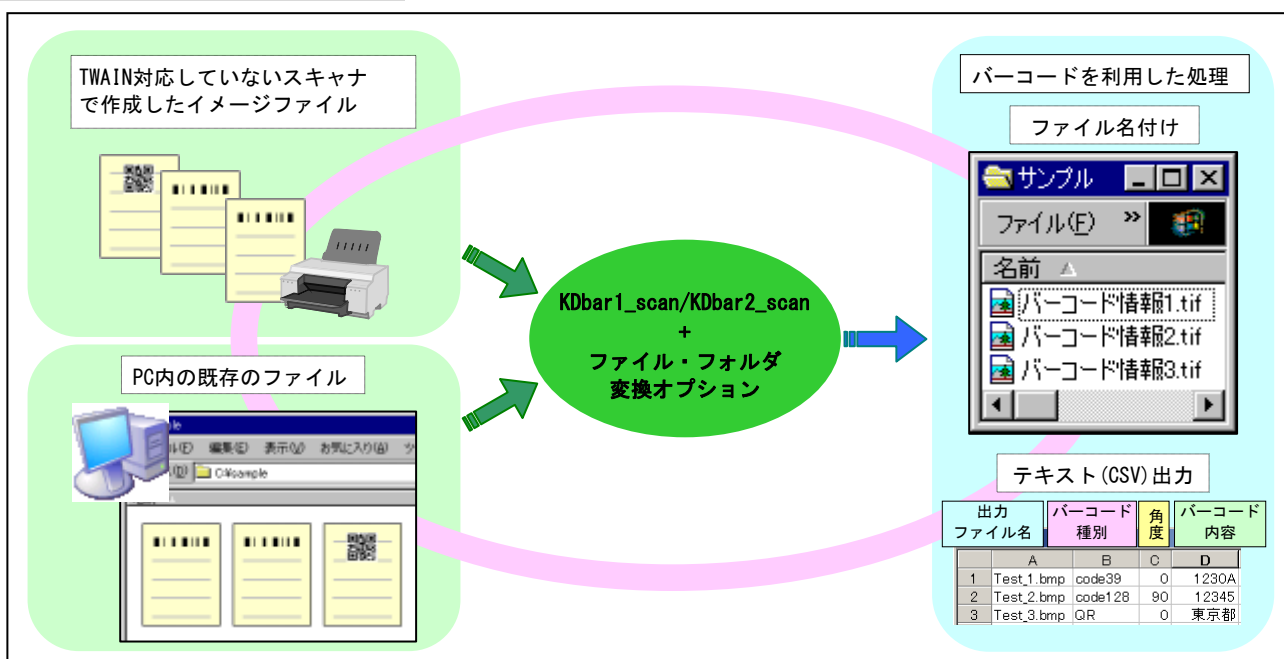 TWAIN対応していないスキャナ
で作成したイメージファイル
PC内の既存のファイル
編集(E) 表示(V) お気に入り(A)
C:¥sample
KDbar1_scan/KDbar2_scan
+
ファイル・フォルダ
変換オプション
バーコードを利用した処理
ファイル名付け
サンプル
ファイル(F) »
名前
バーコード情報1.tif
バーコード情報2.tif
バーコード情報3.tif
テキスト(CSV)出力
出力
ファイル名
バーコード
種別
角
度
バーコード
内容
A B C D
1 Test_1.bmp code39 0 1230A
2 Test_2.bmp code128 90 12345
3 Test_3.bmp QR 0 東京都